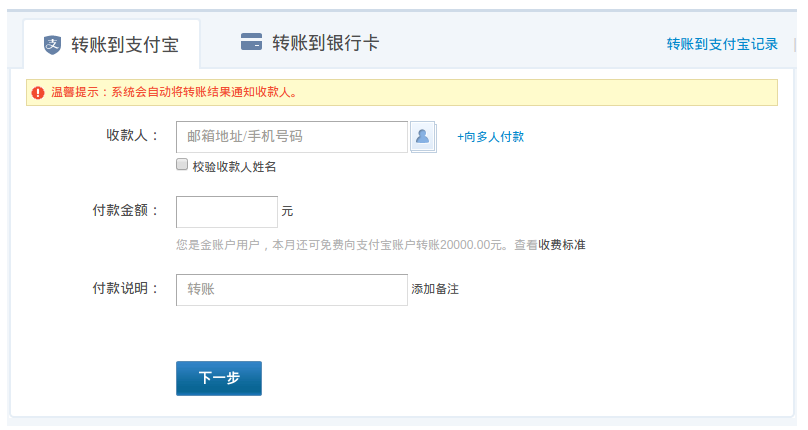 转账到支付宝 转账到银行卡 转账到支付宝记录
温馨提示：系统会自动将转账结果通知收款人。
收款人： 邮箱地址/手机号码 +向多人付款
校验收款人姓名
付款金额： 元
您是金账户用户，本月还可免费向支付宝账户转账20000.00元。查看收费标准
付款说明： 转账 添加备注
下一步